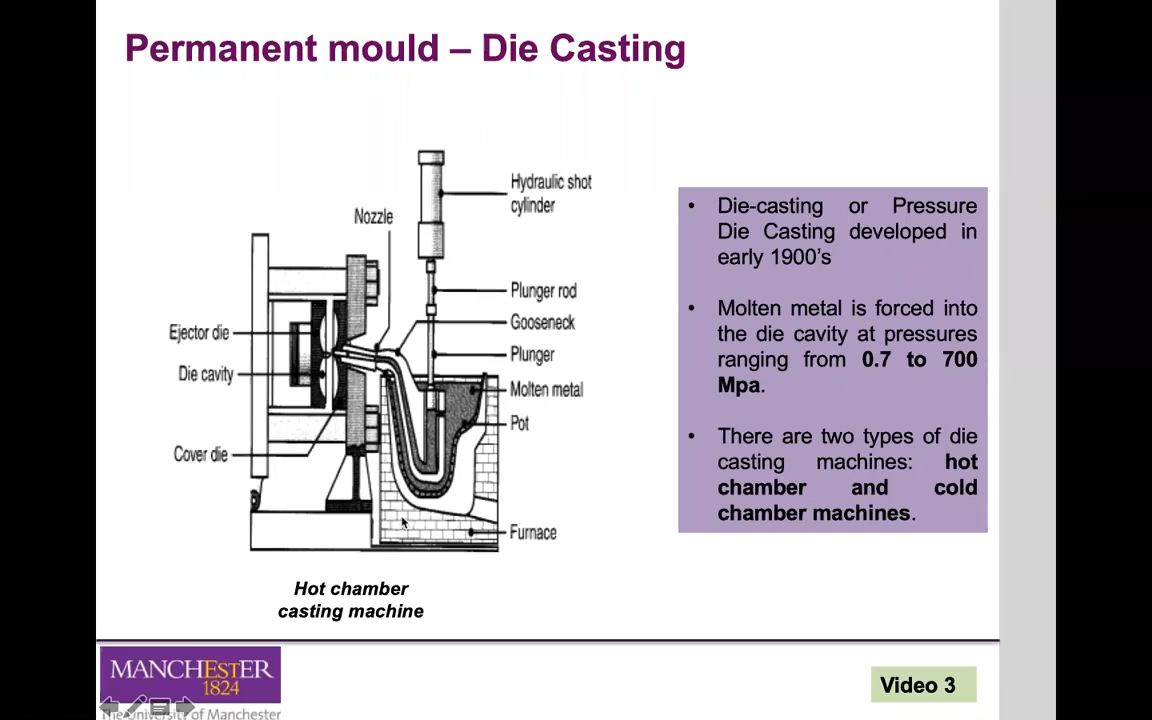 Permanent mould – Die Casting
Hydraulic shot
cylinder
Nozzle
Plunger rod
Gooseneck
Ejector die
Plunger
Die cavity
Molten metal
Pot
Cover die
Furnace
Hot chamber
casting machine
• Die-casting or Pressure
Die Casting developed in
early 1900's
• Molten metal is forced into
the die cavity at pressures
ranging from 0.7 to 700
Mpa.
• There are two types of die
casting machines: hot
chamber and cold
chamber machines.
MANCHESTER
1824
The University of Manchester
Video 3